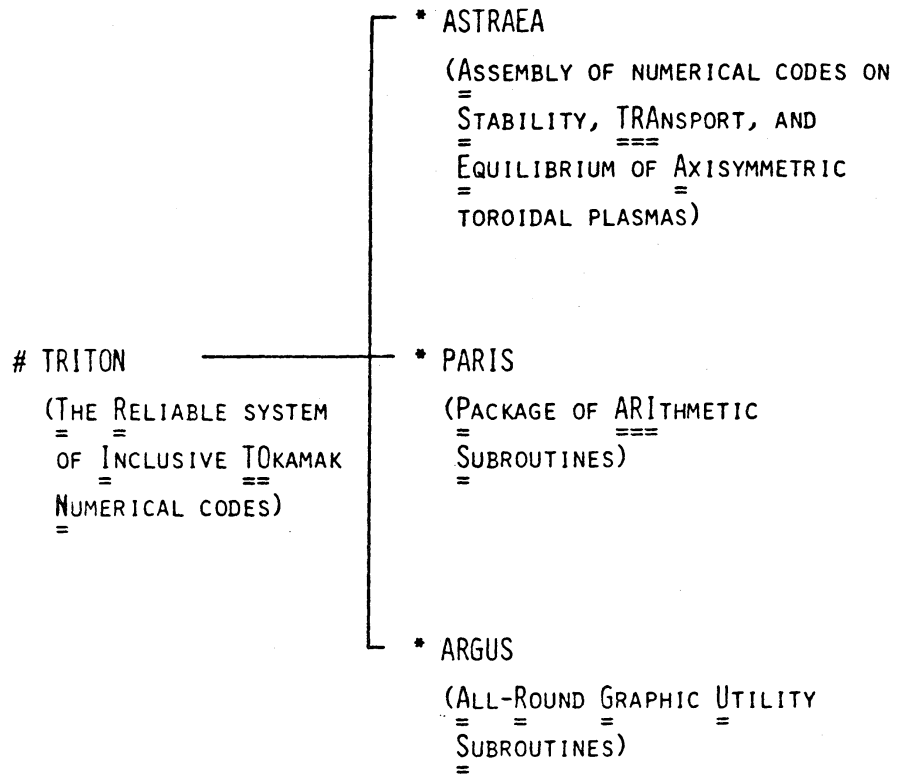 * ASTRAEA
(ASSEMBLY OF NUMERICAL CODES ON
STABILITY, TRANSPORT, AND
EQUILIBRIUM OF AXISYMMETRIC
TOROIDAL PLASMAS)
# TRITON
(THE RELIABLE SYSTEM
OF INCLUSIVE TOKAMAK
NUMERICAL CODES)
* PARIS
(PACKAGE OF ARITHMETIC
SUBROUTINES)
* ARGUS
(ALL-ROUND GRAPHIC UTILITY
SUBROUTINES)